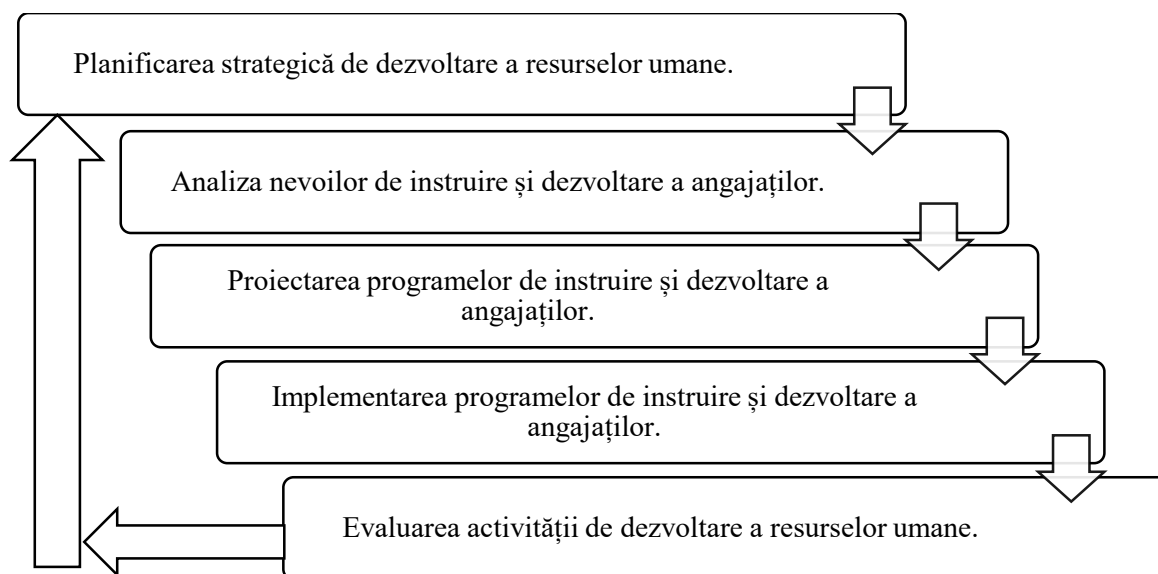 Planificarea strategică de dezvoltare a resurselor umane.
Analiza nevoilor de instruire și dezvoltare a angajaților.
Proiectarea programelor de instruire și dezvoltare a
angajaților.
Implementarea programelor de instruire și dezvoltare a
angajaților.
Evaluarea activității de dezvoltare a resurselor umane.